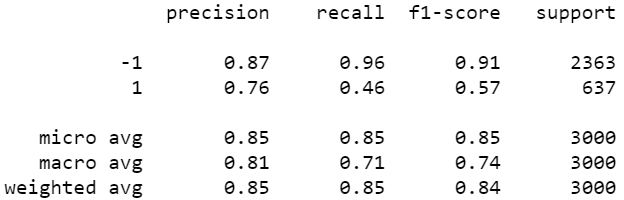 precision recall f1-score support
-1 0.87 0.96 0.91 2363
1 0.76 0.46 0.57 637
micro avg 0.85 0.85 0.85 3000
macro avg 0.81 0.71 0.74 3000
weighted avg 0.85 0.85 0.84 3000